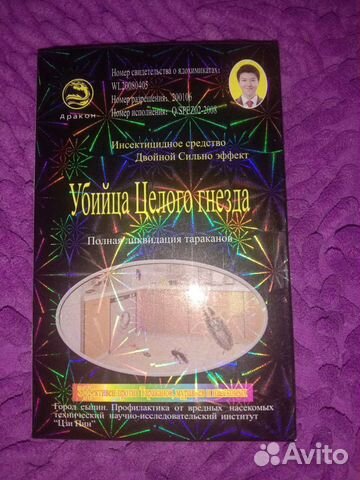 Дракон
Номер свидетельства о ядохимикатах:
WL20080405
Номер разрешения: 200106
Номер исполнения: Q SPEZ02-2008
Инсектицидное средство
Двойной Сильно эффект
Убийца Целого гнезда
Полная ликвидация тараканов
Город сыпин. Профилактика от вредных насекомых
технический научно-исследовательский институт
"Цзи Пин"
Avito